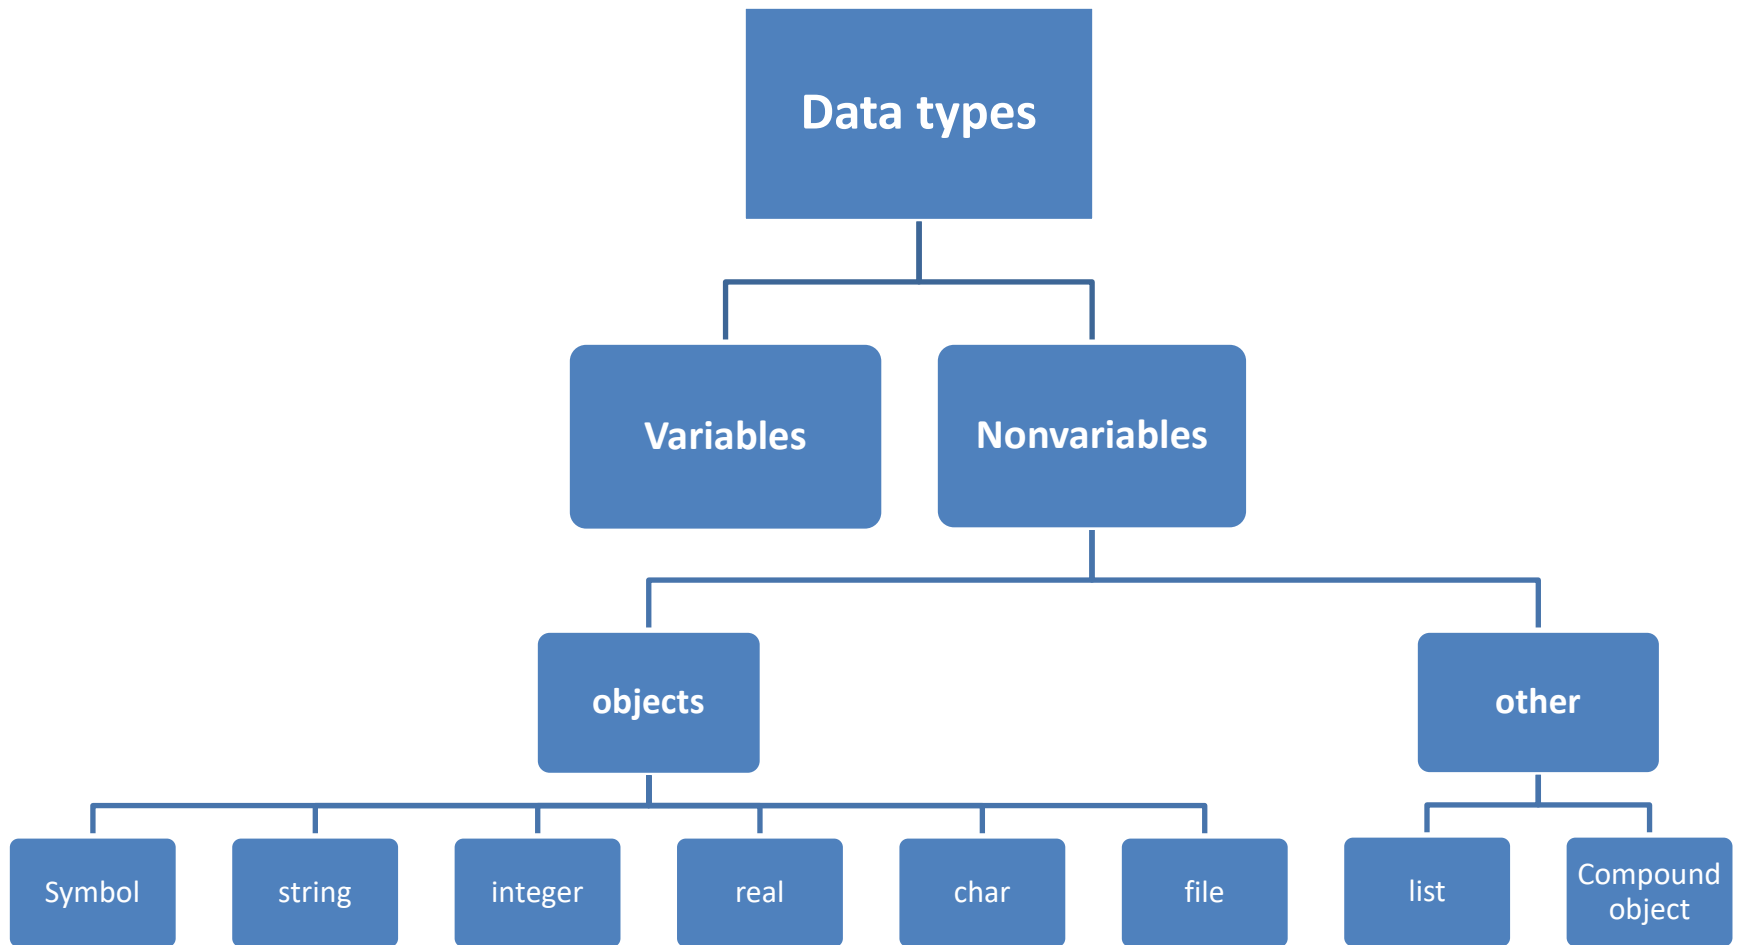 Data types
Variables
Nonvariables
objects
other
Symbol
string
integer
real
char
file
list
Compound
object